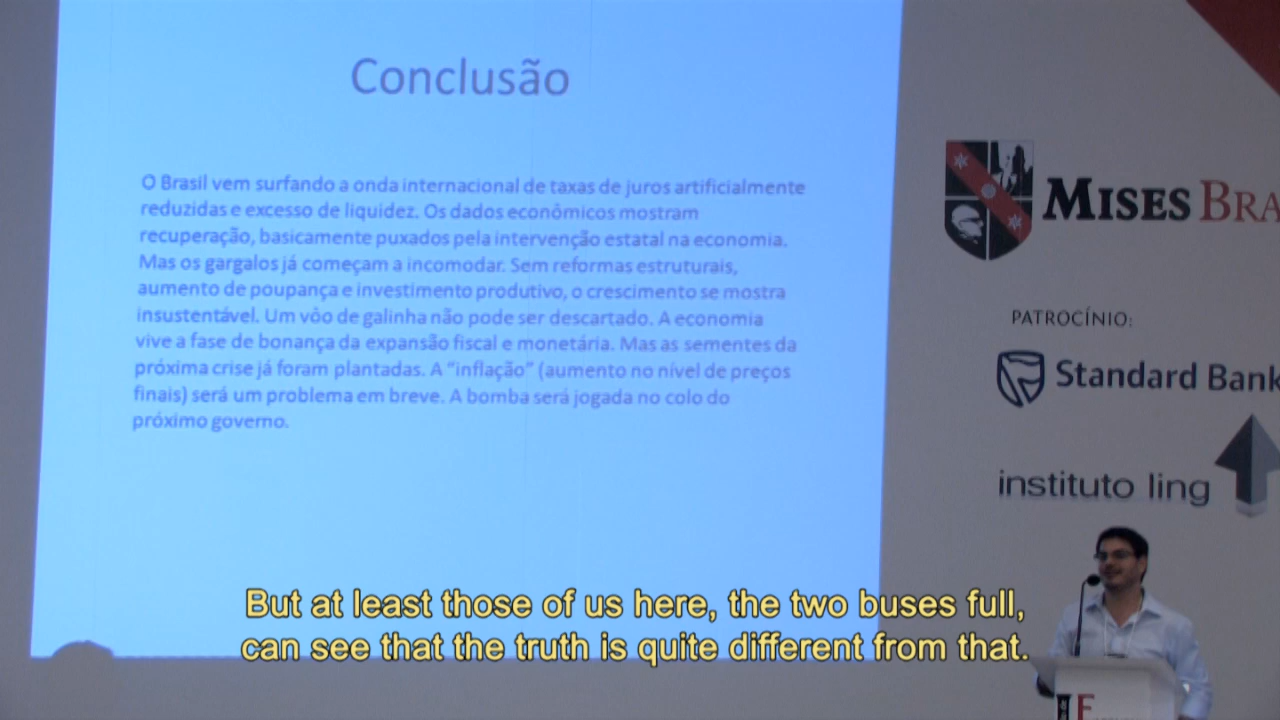 Conclusão
O Brasil vem surfando a onda internacional de taxas de juros artificialmente
reduzidas e excesso de liquidez. Os dados econômicos mostram
recuperação, basicamente puxados pela intervenção estatal na economia.
Mas os gargalos já começam a incomodar. Sem reformas estruturais,
aumento de poupança e investimento produtivo, o crescimento se mostra
insustentável. Um vôo de galinha não pode ser descartado. A economia
vive a fase de bonança da expansão fiscal e monetária. Mas as sementes da
próxima crise já foram plantadas. A "inflação" (aumento no nível de preços
finais) será um problema em breve. A bomba será jogada no colo do
próximo governo.
MISES BRA
PATROCÍNIO:
Standard Bank
instituto ling
But at least those of us here, the two buses full,
can see that the truth is quite different from that.